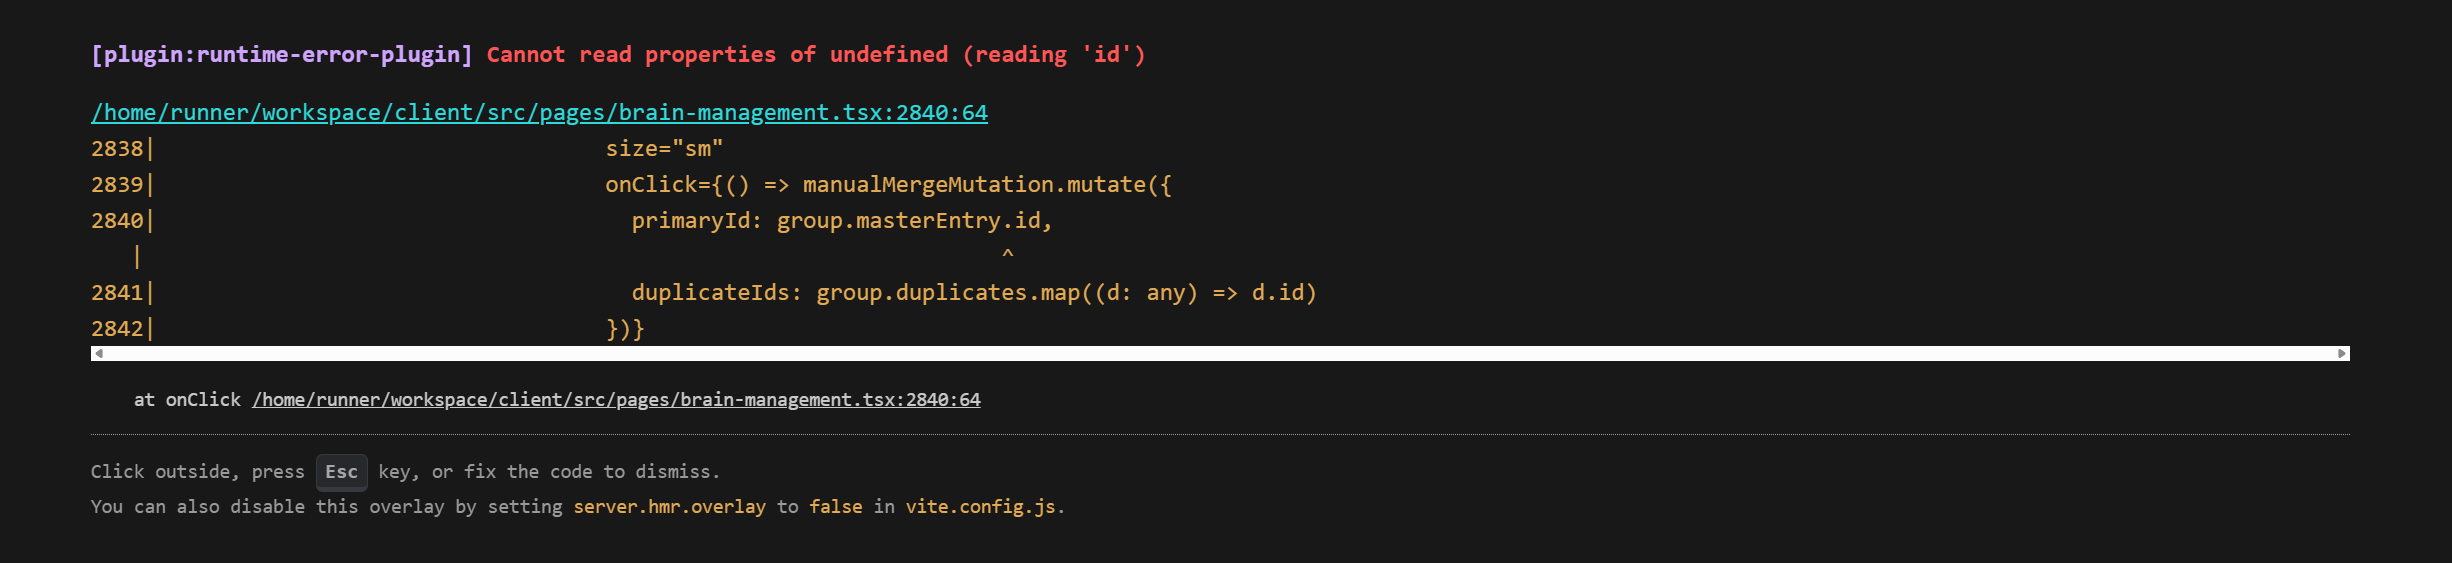 [plugin:runtime-error-plugin] Cannot read properties of undefined (reading 'id')
/home/runner/workspace/client/src/pages/brain-management.tsx:2840:64
2838|                                  size="sm"
2839|                                  onClick={() => manualMergeMutation.mutate({
2840|                                    primaryId: group.masterEntry.id,
   |                                                                ^
2841|                                    duplicateIds: group.duplicates.map((d: any) => d.id)
2842|                                  })}
at onClick /home/runner/workspace/client/src/pages/brain-management.tsx:2840:64
Click outside, press Esc key, or fix the code to dismiss.
You can also disable this overlay by setting server.hmr.overlay to false in vite.config.js.